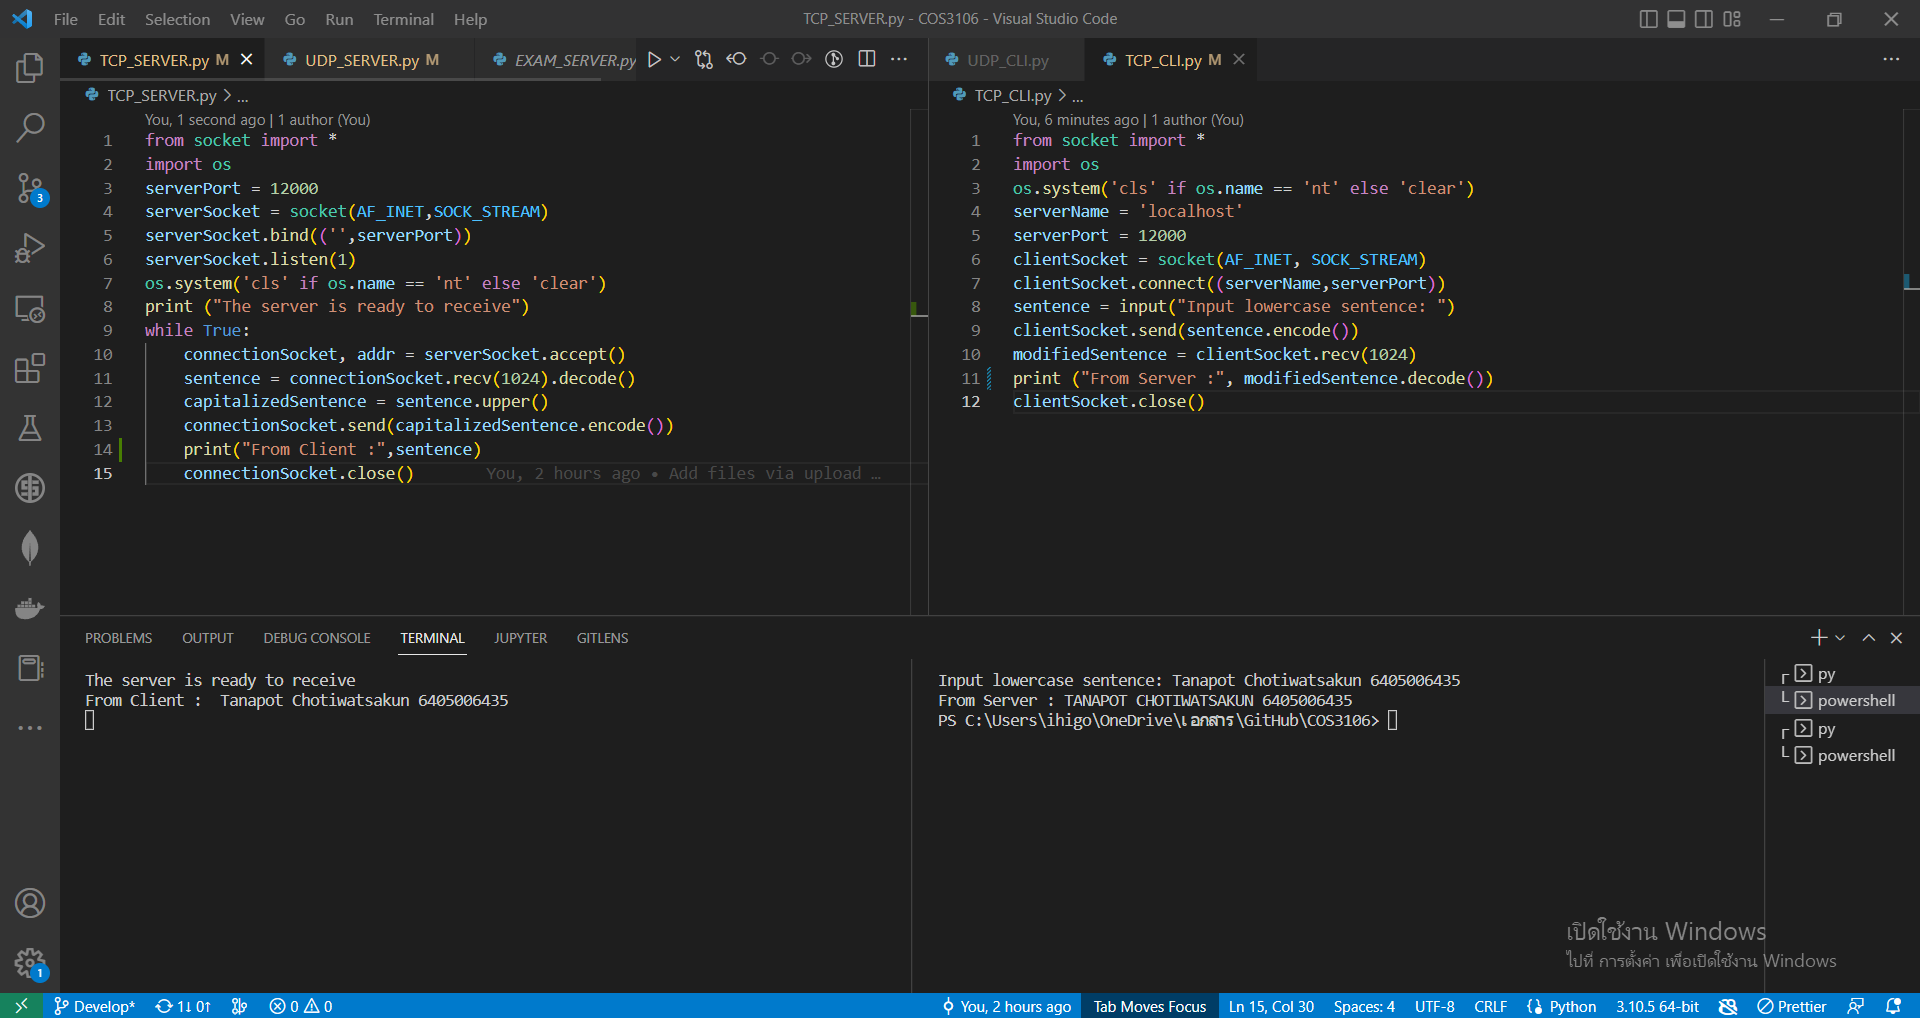 File Edit Selection View Go Run Terminal Help
TCP_SERVER.py - COS3106 - Visual Studio Code
TCP_SERVER.py M
UDP_SERVER.py M
EXAM_SERVER.py
TCP_SERVER.py > ...
You, 1 second ago | 1 author (You)
1 from socket import *
2 import os
3 serverPort = 12000
4 serverSocket = socket(AF_INET,SOCK_STREAM)
5 serverSocket.bind(('',serverPort))
6 serverSocket.listen(1)
7 os.system('cls' if os.name == 'nt' else 'clear')
8 print ("The server is ready to receive")
9 while True:
10     connectionSocket, addr = serverSocket.accept()
11     sentence = connectionSocket.recv(1024).decode()
12     capitalizedSentence = sentence.upper()
13     connectionSocket.send(capitalizedSentence.encode())
14     print("From Client :",sentence)
15     connectionSocket.close() You, 2 hours ago • Add files via upload …
UDP_CLI.py
TCP_CLI.py M
TCP_CLI.py > ...
You, 6 minutes ago | 1 author (You)
1 from socket import *
2 import os
3 os.system('cls' if os.name == 'nt' else 'clear')
4 serverName = 'localhost'
5 serverPort = 12000
6 clientSocket = socket(AF_INET, SOCK_STREAM)
7 clientSocket.connect((serverName,serverPort))
8 sentence = input("Input lowercase sentence: ")
9 clientSocket.send(sentence.encode())
10 modifiedSentence = clientSocket.recv(1024)
11 print ("From Server :", modifiedSentence.decode())
12 clientSocket.close()
3
PROBLEMS OUTPUT DEBUG CONSOLE TERMINAL JUPYTER GITLENS
The server is ready to receive
From Client :  Tanapot Chotiwatsakun 6405006435
Input lowercase sentence: Tanapot Chotiwatsakun 6405006435
From Server : TANAPOT CHOTIWATSAKUN 6405006435
PS C:\Users\ihigo\OneDrive\เอกสาร\GitHub\COS3106>
py
powershell
py
powershell
เปิดใช้งาน Windows
ไปที่ การตั้งค่า เพื่อเปิดใช้งาน Windows
1
Develop* 1↓ 0↑ 0 0 You, 2 hours ago Tab Moves Focus Ln 15, Col 30 Spaces: 4 UTF-8 CRLF Python 3.10.5 64-bit Prettier